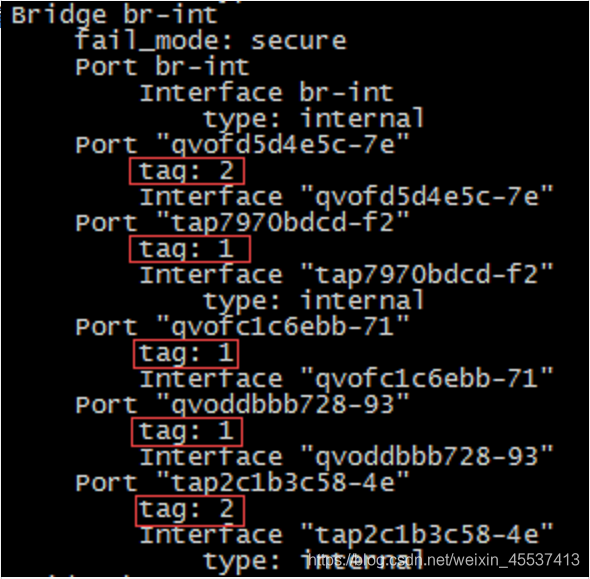 Bridge br-int
fail_mode: secure
Port br-int
Interface br-int
type: internal
Port "qvofd5d4e5c-7e"
tag: 2
Interface "qvofd5d4e5c-7e"
Port "tap7970bdcd-f2"
tag: 1
Interface "tap7970bdcd-f2"
type: internal
Port "qvofc1c6ebb-71"
tag: 1
Interface "qvofc1c6ebb-71"
Port "qvoddbbb728-93"
tag: 1
Interface "qvoddbbb728-93"
Port "tap2c1b3c58-4e"
tag: 2
Interface "tap2c1b3c58-4e"
type: internal
https://blog.csdn.net/weixin_45537413